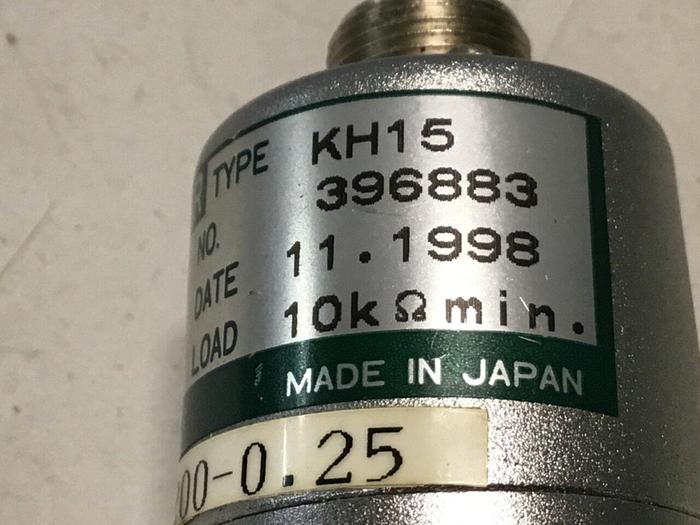 TYPE KH15
NO. 396883
DATE 11.1998
LOAD 10kΩmin.
MADE IN JAPAN
00-0.25